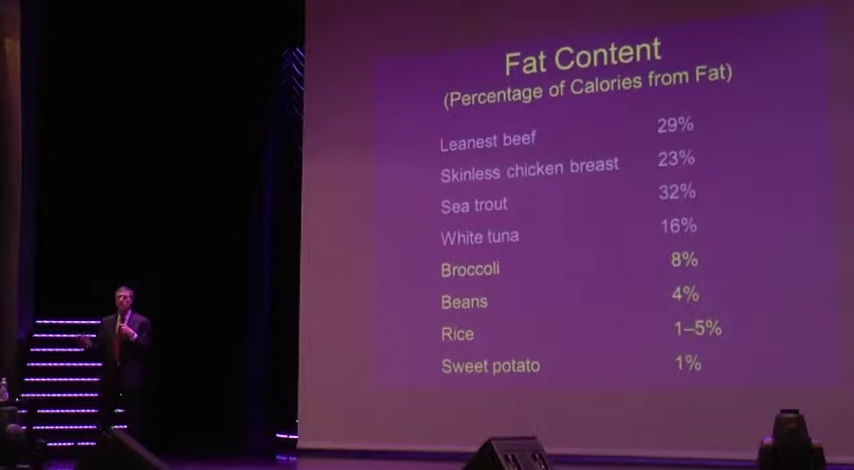 Fat Content
(Percentage of Calories from Fat)
Leanest beef 29%
Skinless chicken breast 23%
Sea trout 32%
White tuna 16%
Broccoli 8%
Beans 4%
Rice 1–5%
Sweet potato 1%